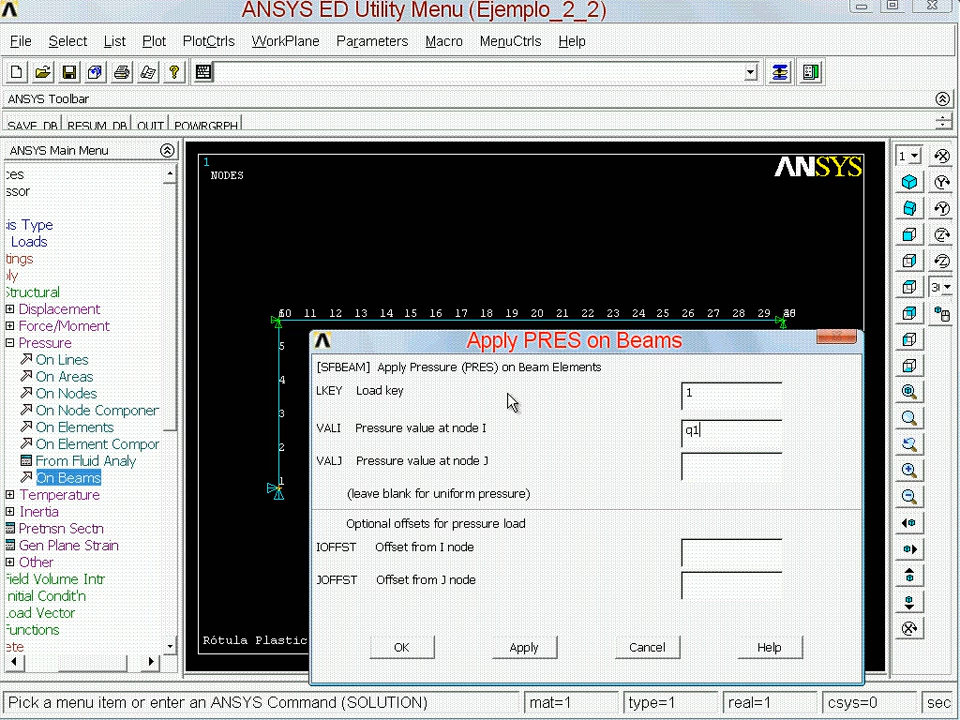 ANSYS ED Utility Menu (Ejemplo_2_2)
File Select List Plot PlotCtrls WorkPlane Parameters Macro MenuCtrls Help
ANSYS Toolbar
SAVE_DB RESUM_DB QUIT POWRGRPH
ANSYS Main Menu
ces
ssor
is Type
Loads
tings
ly
Structural
Displacement
Force/Moment
Pressure
On Lines
On Areas
On Nodes
On Node Componer
On Elements
On Element Compor
From Fluid Analy
On Beams
Temperature
Inertia
Pretnsn Sectn
Gen Plane Strain
Other
Field Volume Intr
Initial Condit'n
Load Vector
Functions
ete
1
NODES
ANSYS
10 11 12 13 14 15 16 17 18 19 20 21 22 23 24 25 26 27 28 29
5
4
3
2
1
Rótula Plastic
Apply PRES on Beams
[SFBEAM] Apply Pressure (PRES) on Beam Elements
LKEY Load key 1
VALI Pressure value at node I q1
VALJ Pressure value at node J
(leave blank for uniform pressure)
Optional offsets for pressure load
IOFFST Offset from I node
JOFFST Offset from J node
OK Apply Cancel Help
1
Pick a menu item or enter an ANSYS Command (SOLUTION) mat=1 type=1 real=1 csys=0 sec